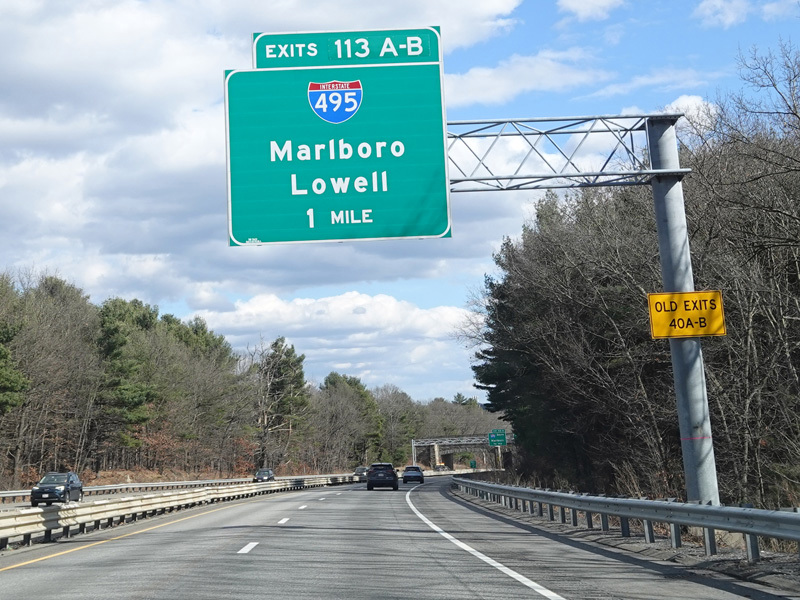 EXITS 113 A-B
INTERSTATE
495
Marlboro
Lowell
1 MILE
OLD EXITS
40A-B